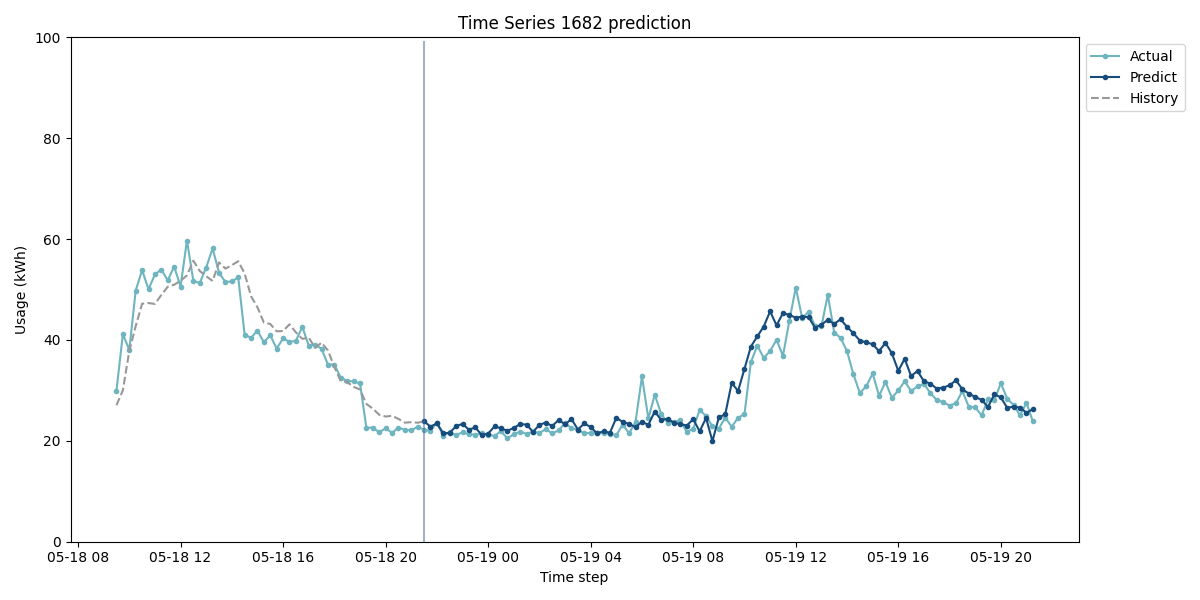 Time Series 1682 prediction
100
80
60
40
20
0
Usage (kWh)
05-18 08
05-18 12
05-18 16
05-18 20
05-19 00
05-19 04
05-19 08
05-19 12
05-19 16
05-19 20
Time step
Actual
Predict
History